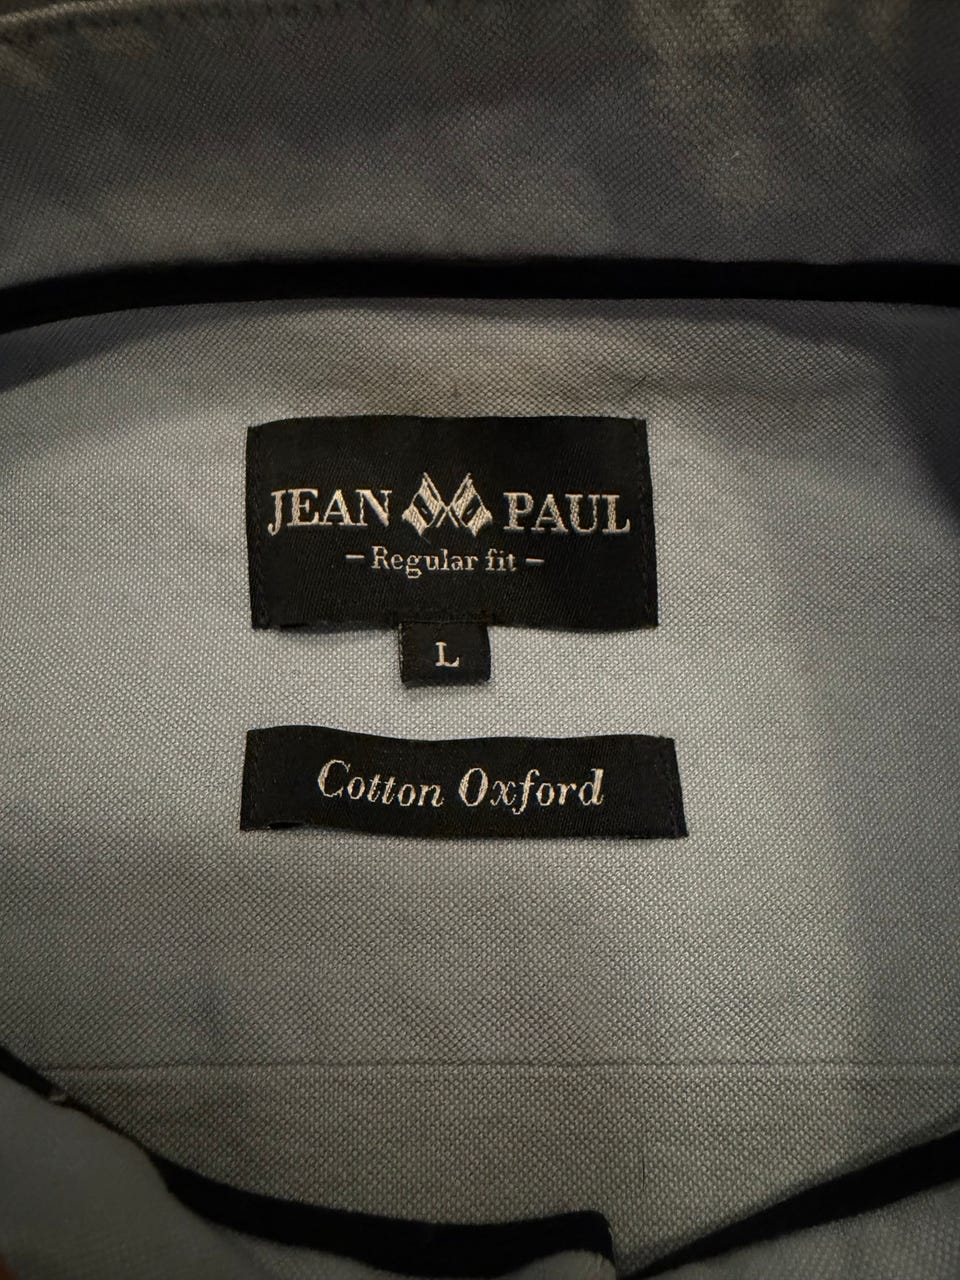 JEAN PAUL
- Regular fit -
L
Cotton Oxford